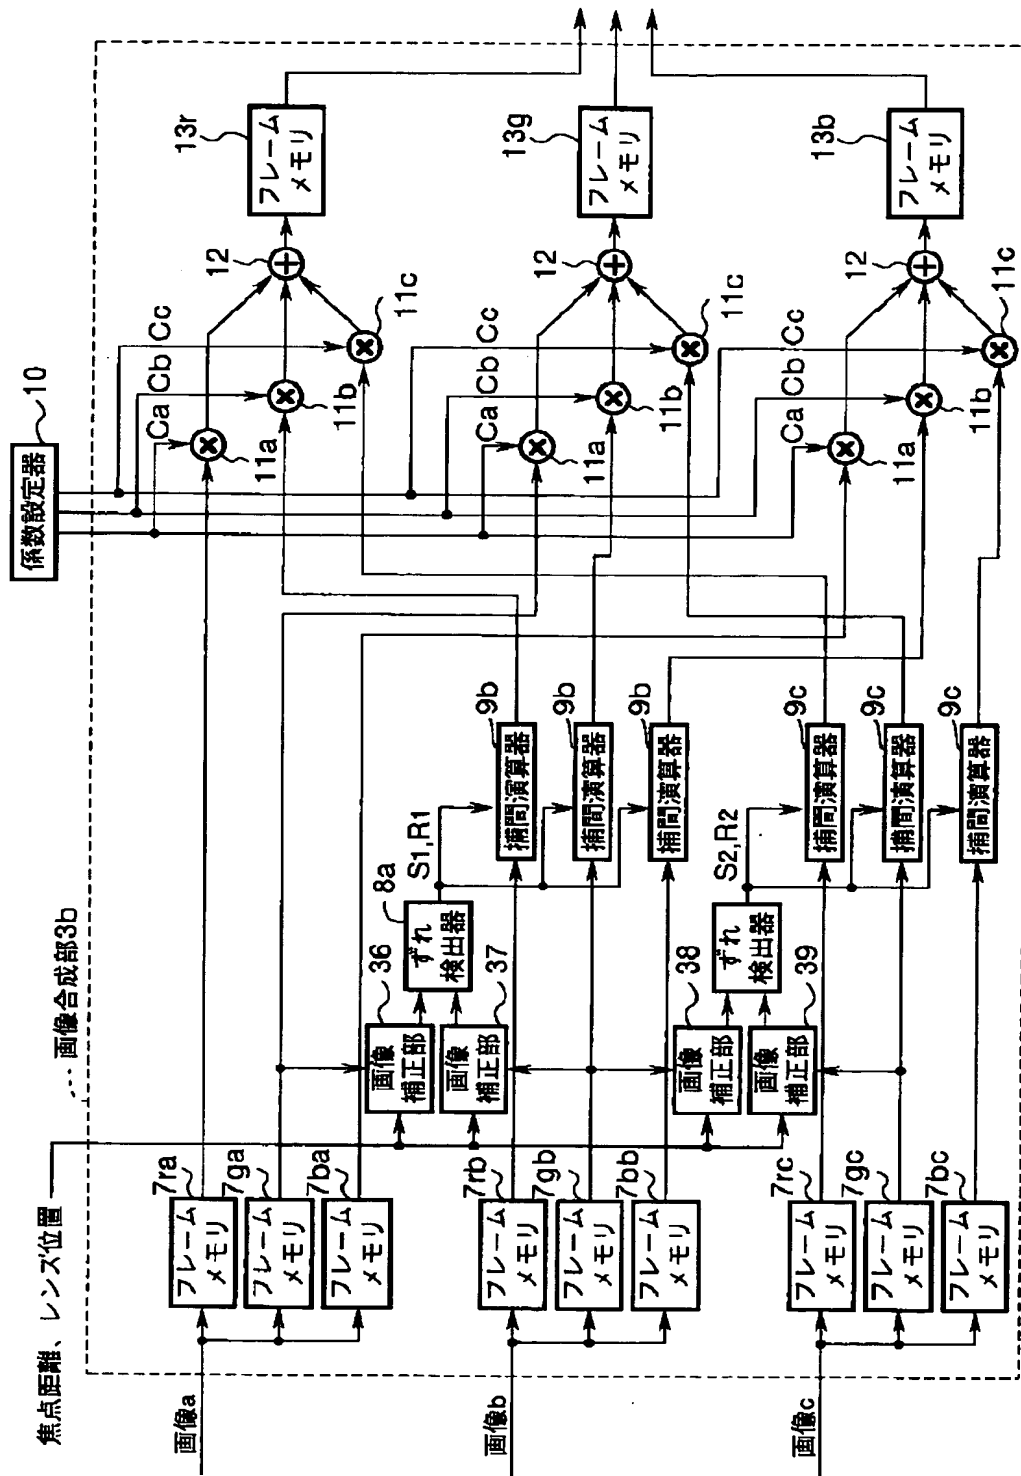 焦点距離、レンズ位置
画像合成部3b
係数設定器
10
画像a
画像b
画像c
フレーム
メモリ
7ra
フレーム
メモリ
7ga
フレーム
メモリ
7ba
フレーム
メモリ
7rb
フレーム
メモリ
7gb
フレーム
メモリ
7bb
フレーム
メモリ
7rc
フレーム
メモリ
7gc
フレーム
メモリ
7bc
画像
補正部
36
画像
補正部
37
画像
補正部
38
画像
補正部
39
ずれ
検出器
8a
S1,R1
ずれ
検出器
S2,R2
補間演算器
9b
補間演算器
9b
補間演算器
9b
補間演算器
9c
補間演算器
9c
補間演算器
9c
Ca
Cb
Cc
11a
11b
11c
12
フレーム
メモリ
13r
Ca
Cb
Cc
11a
11b
11c
12
フレーム
メモリ
13g
Ca
Cb
Cc
11a
11b
11c
12
フレーム
メモリ
13b